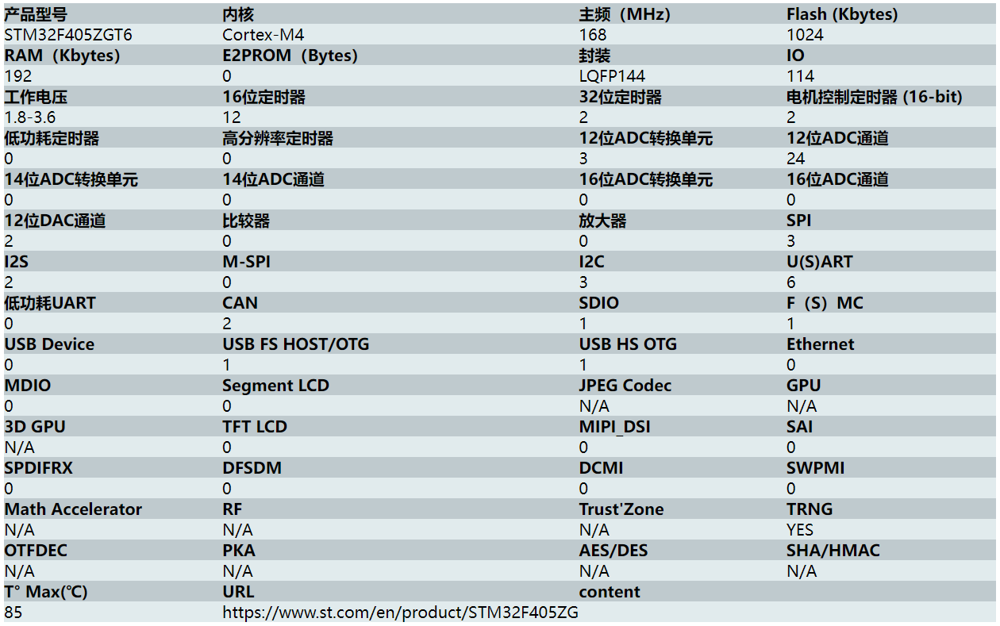 产品型号 内核 主频（MHz） Flash (Kbytes)
STM32F405ZGT6 Cortex-M4 168 1024
RAM（Kbytes） E2PROM（Bytes） 封装 IO
192 0 LQFP144 114
工作电压 16位定时器 32位定时器 电机控制定时器 (16-bit)
1.8-3.6 12 2 2
低功耗定时器 高分辨率定时器 12位ADC转换单元 12位ADC通道
0 0 3 24
14位ADC转换单元 14位ADC通道 16位ADC转换单元 16位ADC通道
0 0 0 0
12位DAC通道 比较器 放大器 SPI
2 0 0 3
I2S M-SPI I2C U(S)ART
2 0 3 6
低功耗UART CAN SDIO F（S）MC
0 2 1 1
USB Device USB FS HOST/OTG USB HS OTG Ethernet
0 1 1 0
MDIO Segment LCD JPEG Codec GPU
0 0 N/A N/A
3D GPU TFT LCD MIPI_DSI SAI
N/A 0 0 0
SPDIFRX DFSDM DCMI SWPMI
0 0 0 0
Math Accelerator RF Trust'Zone TRNG
N/A N/A N/A YES
OTFDEC PKA AES/DES SHA/HMAC
N/A N/A N/A N/A
T° Max(℃) URL content
85 https://www.st.com/en/product/STM32F405ZG